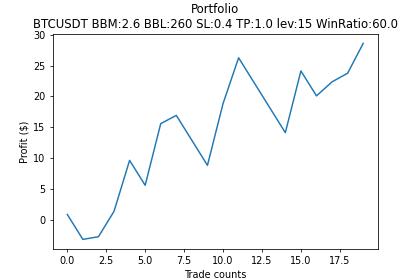 Portfolio
BTCUSDT BBM:2.6 BBL:260 SL:0.4 TP:1.0 lev:15 WinRatio:60.0
Profit ($)
30
25
20
15
10
5
0
0.0 2.5 5.0 7.5 10.0 12.5 15.0 17.5
Trade counts